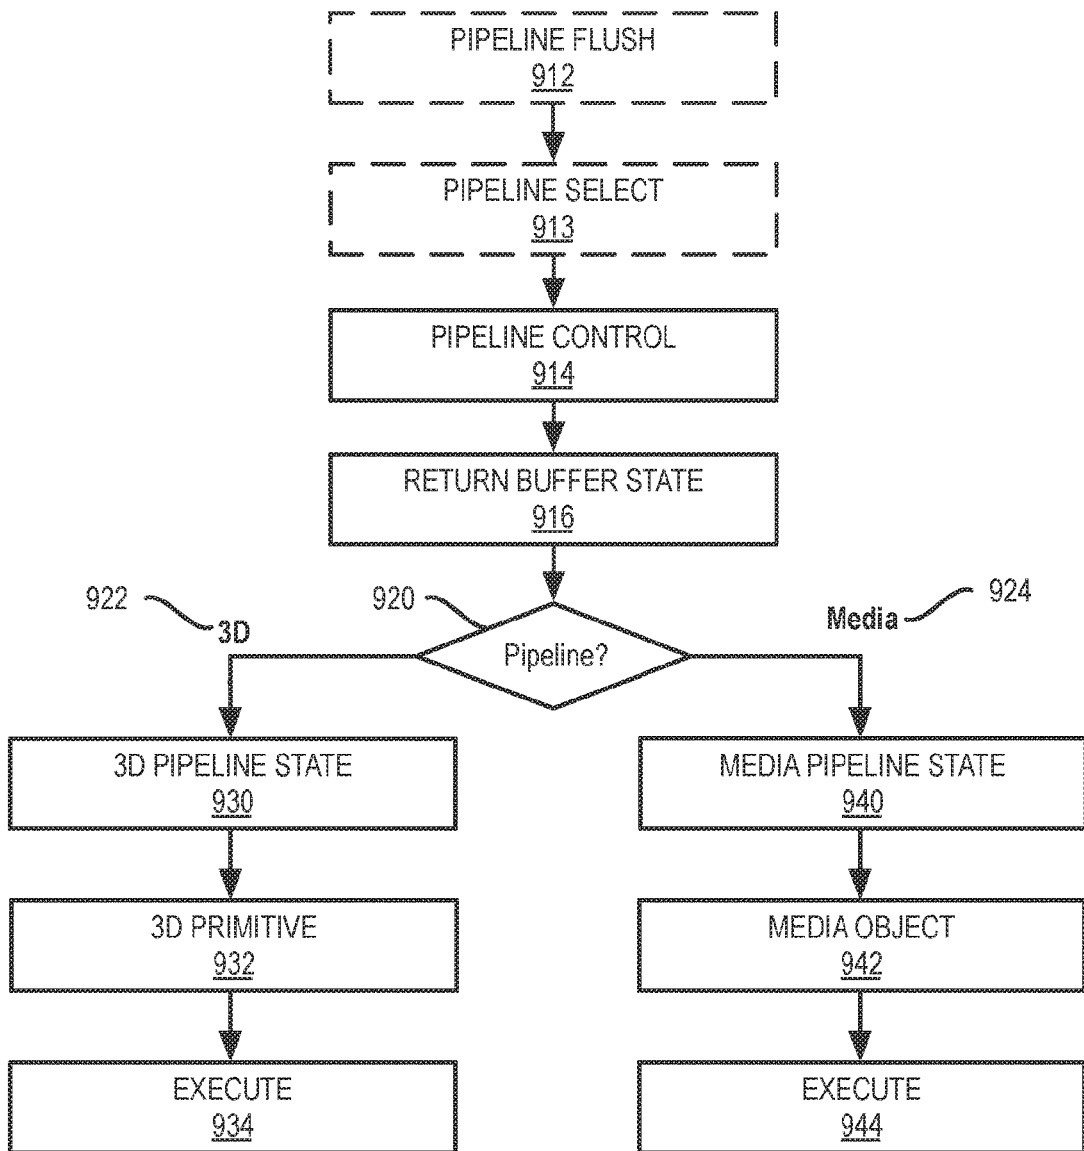 PIPELINE FLUSH
912
PIPELINE SELECT
913
PIPELINE CONTROL
914
RETURN BUFFER STATE
916
922
3D
920
Pipeline?
Media
924
3D PIPELINE STATE
930
MEDIA PIPELINE STATE
940
3D PRIMITIVE
932
MEDIA OBJECT
942
EXECUTE
934
EXECUTE
944